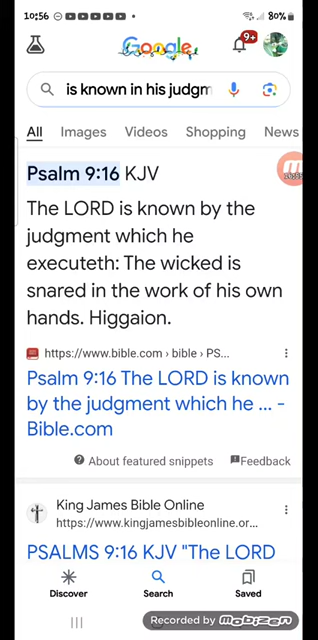 10:56
80%
Google
9+
is known in his judgm
All Images Videos Shopping News
Psalm 9:16 KJV
The LORD is known by the
judgment which he
executeth: The wicked is
snared in the work of his own
hands. Higgaion.
https://www.bible.com › bible › PS...
Psalm 9:16 The LORD is known
by the judgment which he ... -
Bible.com
About featured snippets Feedback
King James Bible Online
https://www.kingjamesbibleonline.or...
PSALMS 9:16 KJV "The LORD
Discover Search Saved
Recorded by mobizen